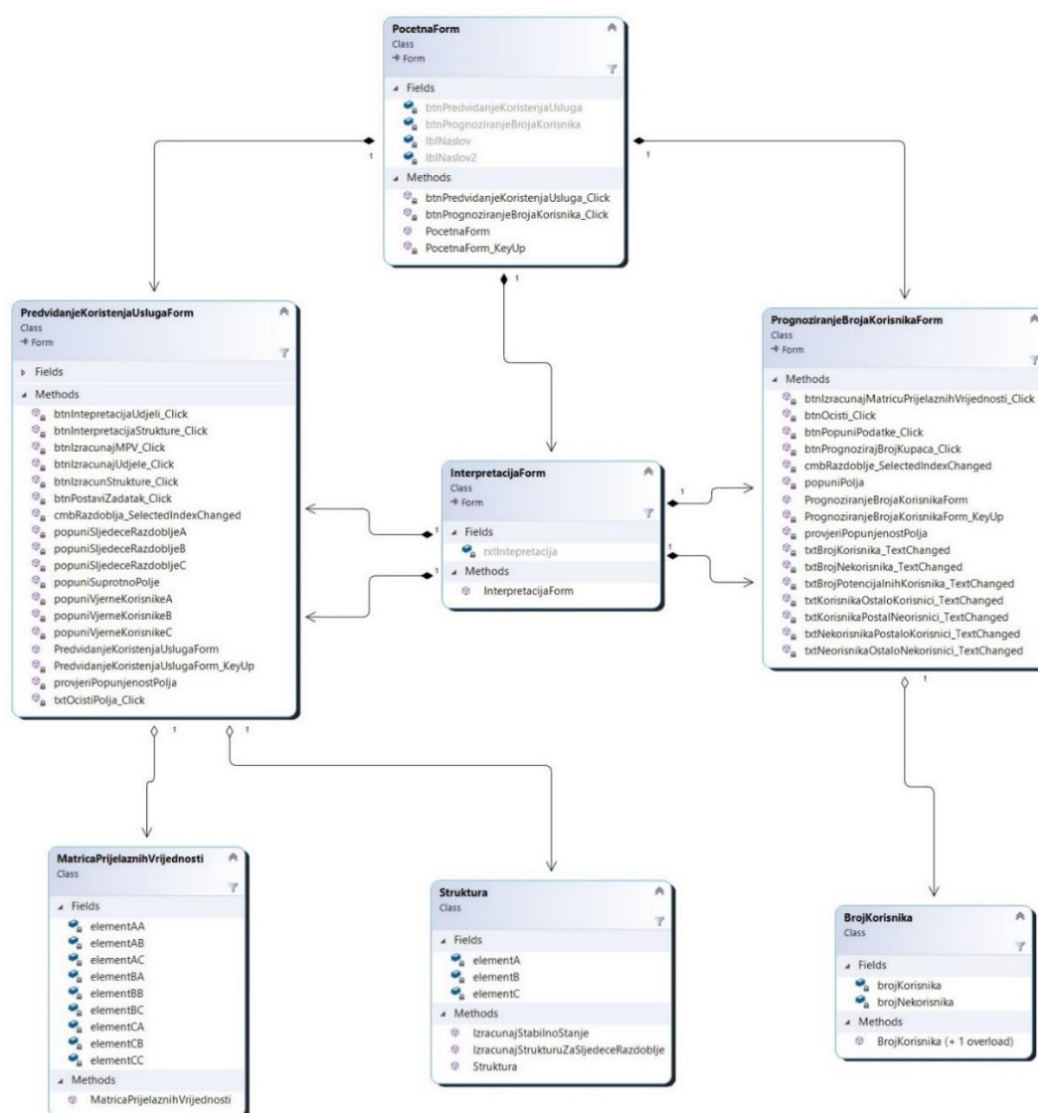 PocetnaForm
Class
Form
Fields
btnPredvidanjeKoristenjaUsluga
btnPrognoziranjeBrojaKorisnika
lblNaslov
lblNaslov2
Methods
btnPredvidanjeKoristenjaUsluga_Click
btnPrognoziranjeBrojaKorisnika_Click
PocetnaForm
PocetnaForm_KeyUp
1
1
1
PredvidanjeKoristenjaUslugaForm
Class
Form
Fields
Methods
btnIntepretacijaUdjeli_Click
btnInterpretacijaStrukture_Click
btnIzracunajMPV_Click
btnIzracunajUdjele_Click
btnIzracunStrukture_Click
btnPostaviZadatak_Click
cmbRazdoblja_SelectedIndexChanged
popuniSljedeceRazdobljeA
popuniSljedeceRazdobljeB
popuniSljedeceRazdobljeC
popuniSuprotnoPolje
popuniVjerneKorisnikeA
popuniVjerneKorisnikeB
popuniVjerneKorisnikeC
PredvidanjeKoristenjaUslugaForm
PredvidanjeKoristenjaUslugaForm_KeyUp
provjeriPopunjenostPolja
txtOcistiPolja_Click
1
1
InterpretacijaForm
Class
Form
Fields
rxtIntepretacija
Methods
InterpretacijaForm
1
1
1
1
PrognoziranjeBrojaKorisnikaForm
Class
Form
Methods
btnIzracunajMatricuPrijelaznihVrijednosti_Click
btnOcisti_Click
btnPopuniPodatke_Click
btnPrognozirajBrojKupaca_Click
cmbRazdoblje_SelectedIndexChanged
popuniPolja
PrognoziranjeBrojaKorisnikaForm
PrognoziranjeBrojaKorisnikaForm_KeyUp
provjeriPopunjenostPolja
txtBrojKorisnika_TextChanged
txtBrojNekorisnika_TextChanged
txtBrojPotencijalnihKorisnika_TextChanged
txtKorisnikaOstaloKorisnici_TextChanged
txtKorisnikaPostalNeorisnici_TextChanged
txtNekorisnikaPostaloKorisnici_TextChanged
txtNeorisnikaOstaloNekorisnici_TextChanged
1
MatricaPrijelaznihVrijednosti
Class
Fields
elementAA
elementAB
elementAC
elementBA
elementBB
elementBC
elementCA
elementCB
elementCC
Methods
MatricaPrijelaznihVrijednosti
Struktura
Class
Fields
elementA
elementB
elementC
Methods
IzracunajStabilnoStanje
IzracunajStrukturuZaSljedeceRazdoblje
Struktura
BrojKorisnika
Class
Fields
brojKorisnika
brojNekorisnika
Methods
BrojKorisnika (+ 1 overload)